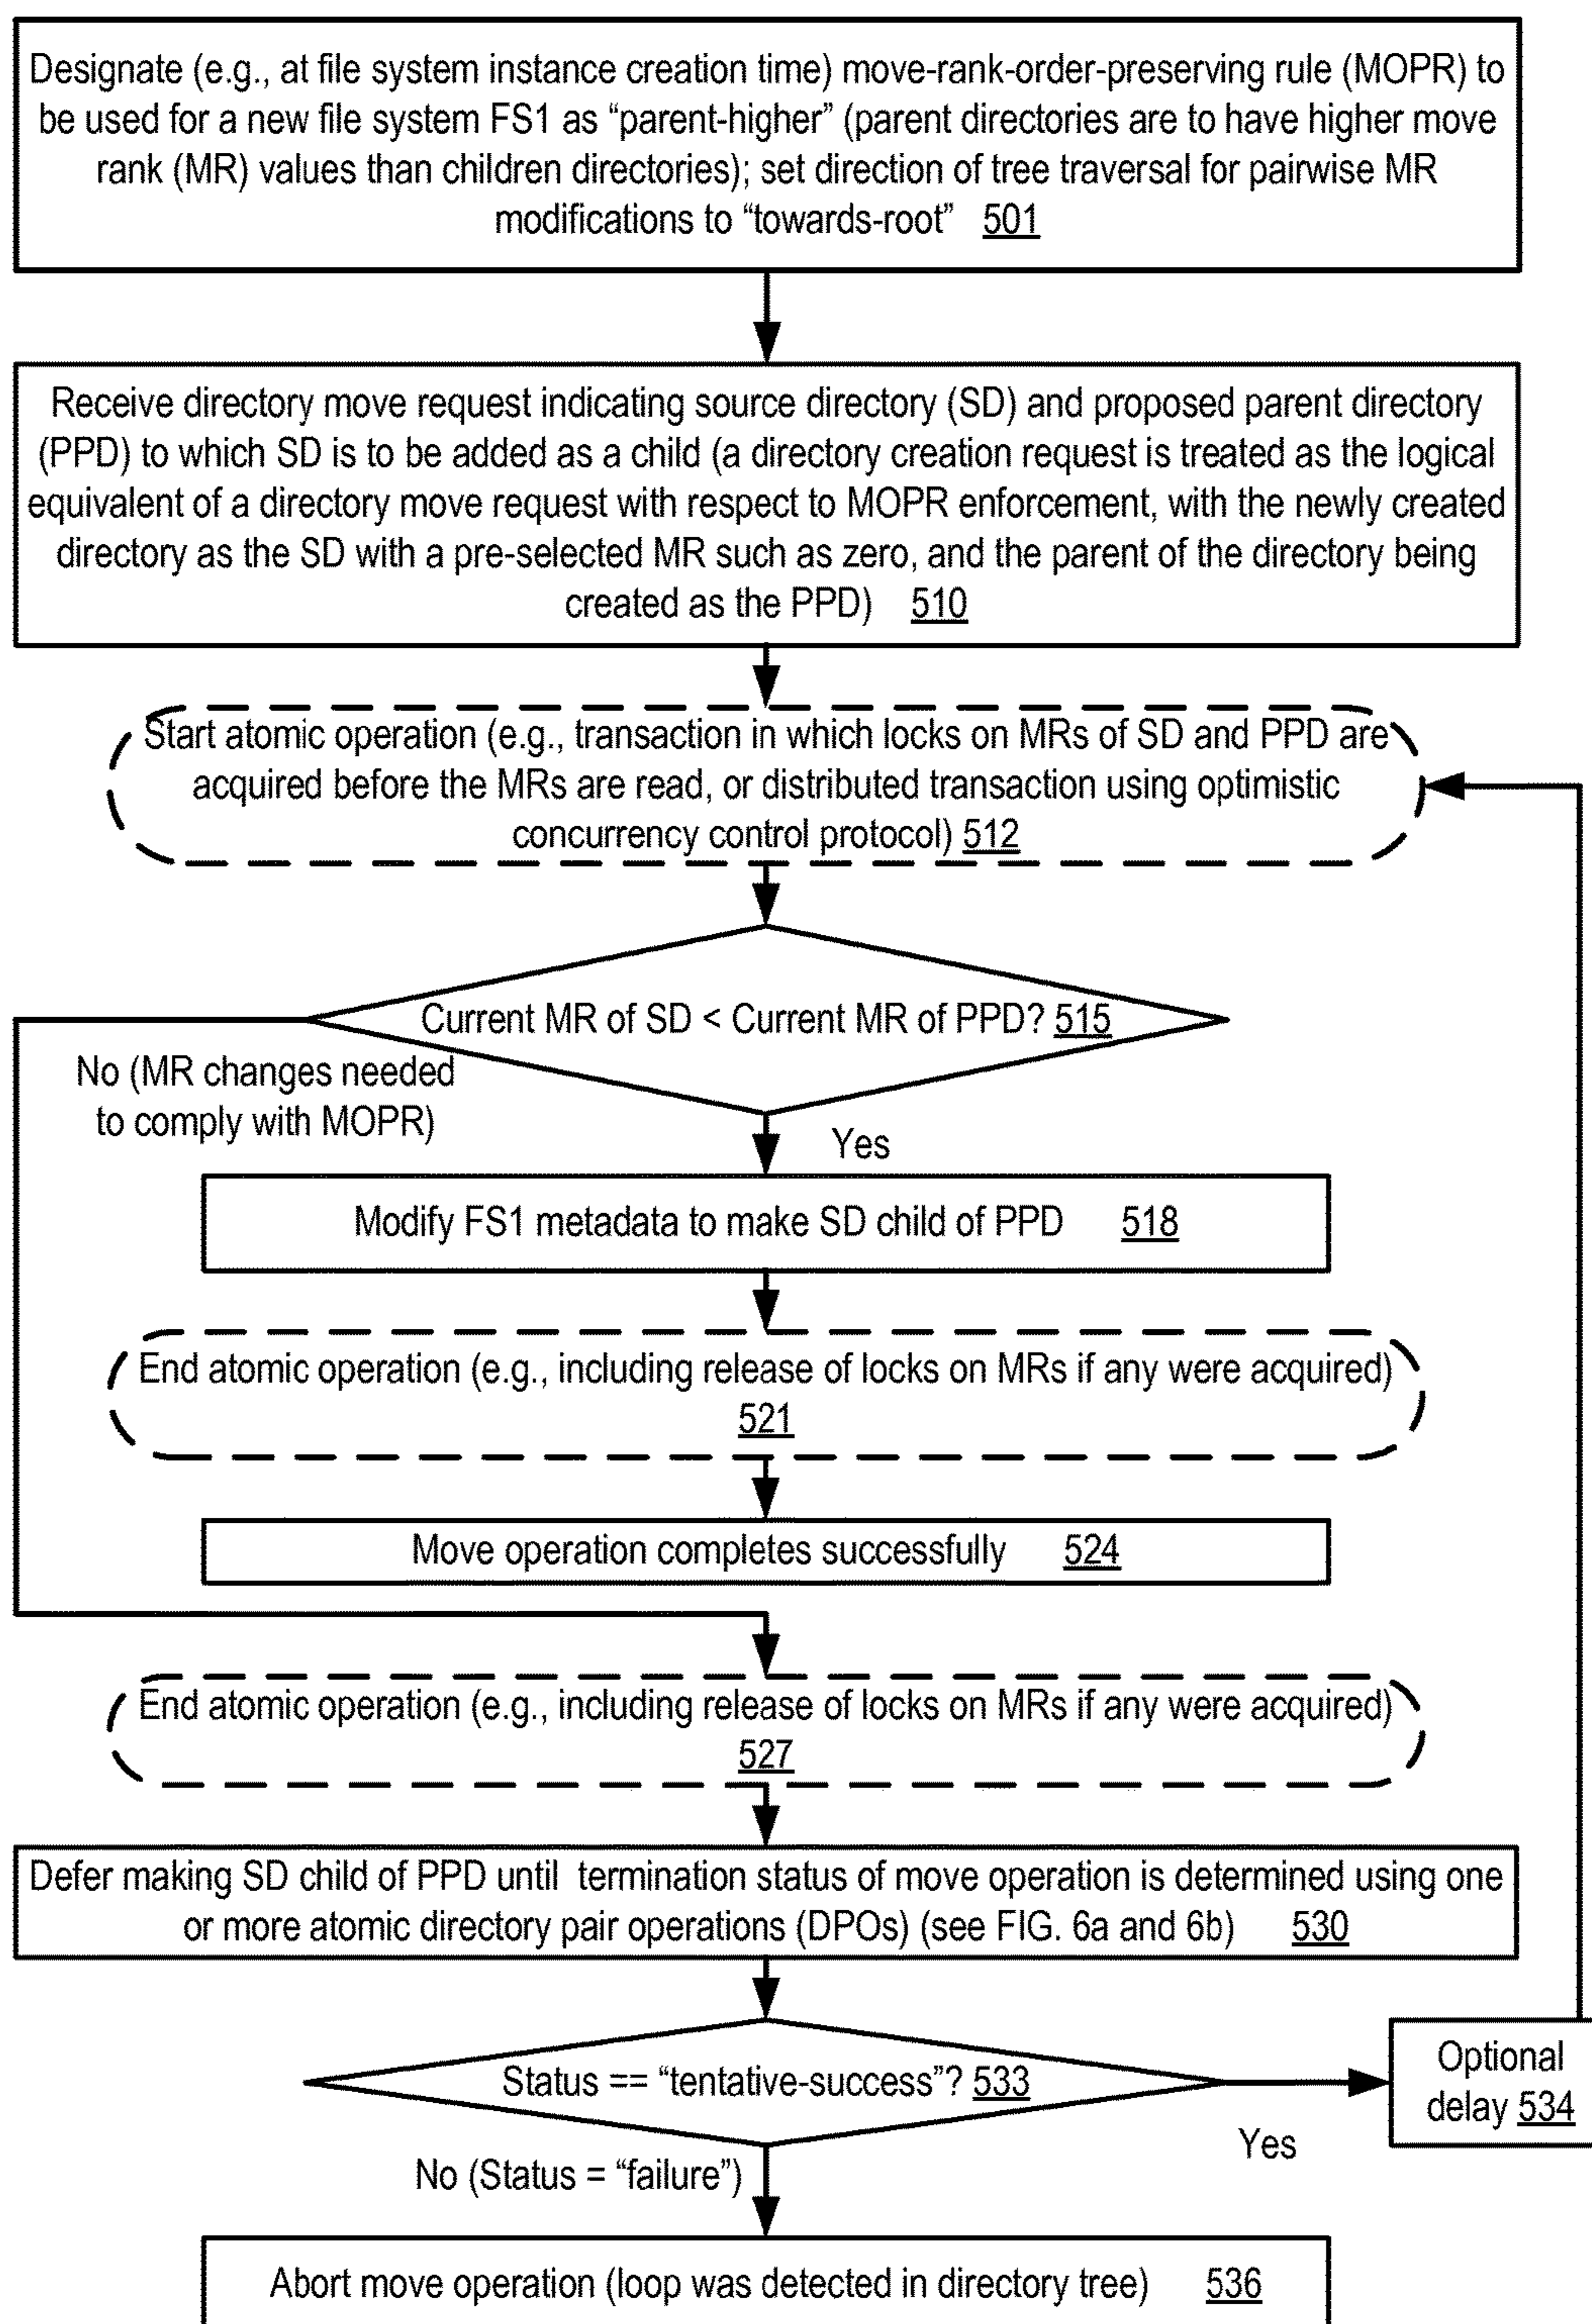 Designate (e.g., at file system instance creation time) move-rank-order-preserving rule (MOPR) to
be used for a new file system FS1 as “parent-higher” (parent directories are to have higher move
rank (MR) values than children directories); set direction of tree traversal for pairwise MR
modifications to “towards-root” 501
Receive directory move request indicating source directory (SD) and proposed parent directory
(PPD) to which SD is to be added as a child (a directory creation request is treated as the logical
equivalent of a directory move request with respect to MOPR enforcement, with the newly created
directory as the SD with a pre-selected MR such as zero, and the parent of the directory being
created as the PPD) 510
Start atomic operation (e.g., transaction in which locks on MRs of SD and PPD are
acquired before the MRs are read, or distributed transaction using optimistic
concurrency control protocol) 512
Current MR of SD < Current MR of PPD? 515
No (MR changes needed
to comply with MOPR)
Yes
Modify FS1 metadata to make SD child of PPD 518
End atomic operation (e.g., including release of locks on MRs if any were acquired)
521
Move operation completes successfully 524
End atomic operation (e.g., including release of locks on MRs if any were acquired)
527
Defer making SD child of PPD until termination status of move operation is determined using one
or more atomic directory pair operations (DPOs) (see FIG. 6a and 6b) 530
Status == “tentative-success”? 533
Optional
delay 534
Yes
No (Status = “failure”)
Abort move operation (loop was detected in directory tree) 536